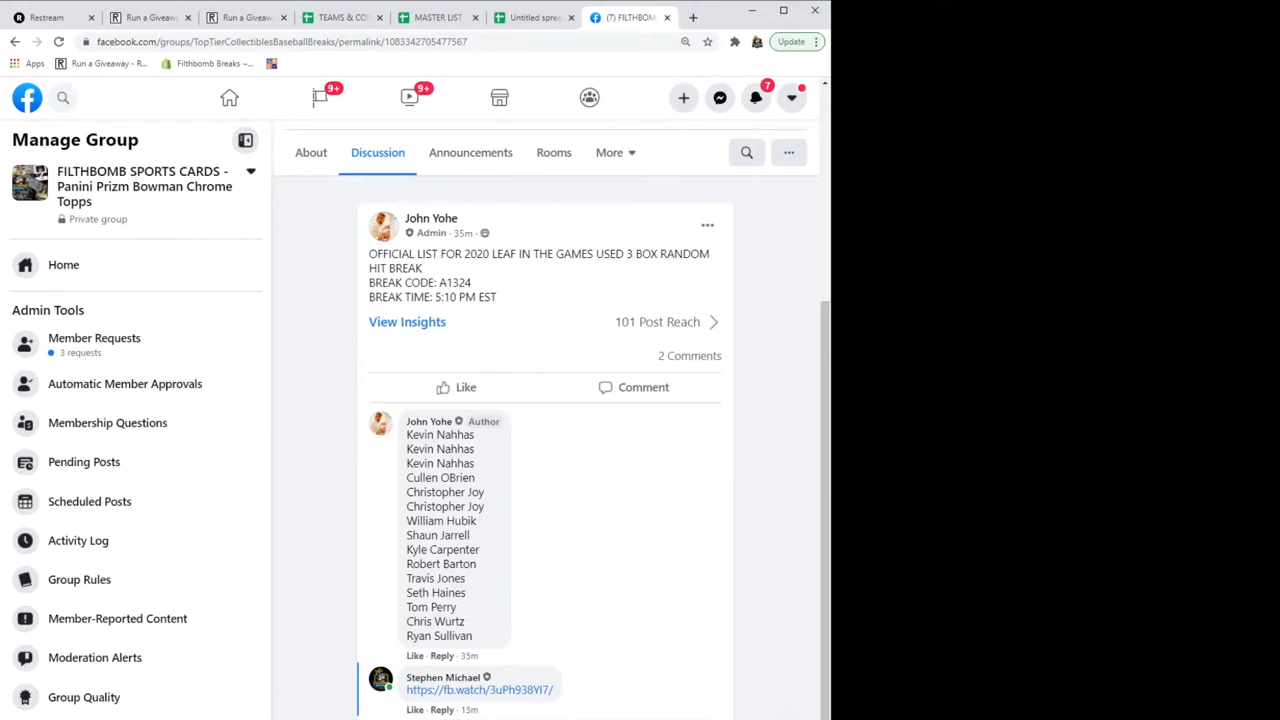 Restream
Run a Giveawa
Run a Giveawa
TEAMS & CO
MASTER LIST
Untitled sprea
(7) FILTHBOM
facebook.com/groups/TopTierCollectiblesBaseballBreaks/permalink/1083342705477567
Update
Apps
Run a Giveaway - R...
Filthbomb Breaks ~...
9+
9+
7
Manage Group
FILTHBOMB SPORTS CARDS -
Panini Prizm Bowman Chrome
Topps
Private group
Home
Admin Tools
Member Requests
3 requests
Automatic Member Approvals
Membership Questions
Pending Posts
Scheduled Posts
Activity Log
Group Rules
Member-Reported Content
Moderation Alerts
Group Quality
About
Discussion
Announcements
Rooms
More
John Yohe
Admin · 35m ·
OFFICIAL LIST FOR 2020 LEAF IN THE GAMES USED 3 BOX RANDOM
HIT BREAK
BREAK CODE: A1324
BREAK TIME: 5:10 PM EST
View Insights
101 Post Reach
2 Comments
Like
Comment
John Yohe Author
Kevin Nahhas
Kevin Nahhas
Kevin Nahhas
Cullen OBrien
Christopher Joy
Christopher Joy
William Hubik
Shaun Jarrell
Kyle Carpenter
Robert Barton
Travis Jones
Seth Haines
Tom Perry
Chris Wurtz
Ryan Sullivan
Like · Reply · 35m
Stephen Michael
https://fb.watch/3uPh938Yl7/
Like · Reply · 15m